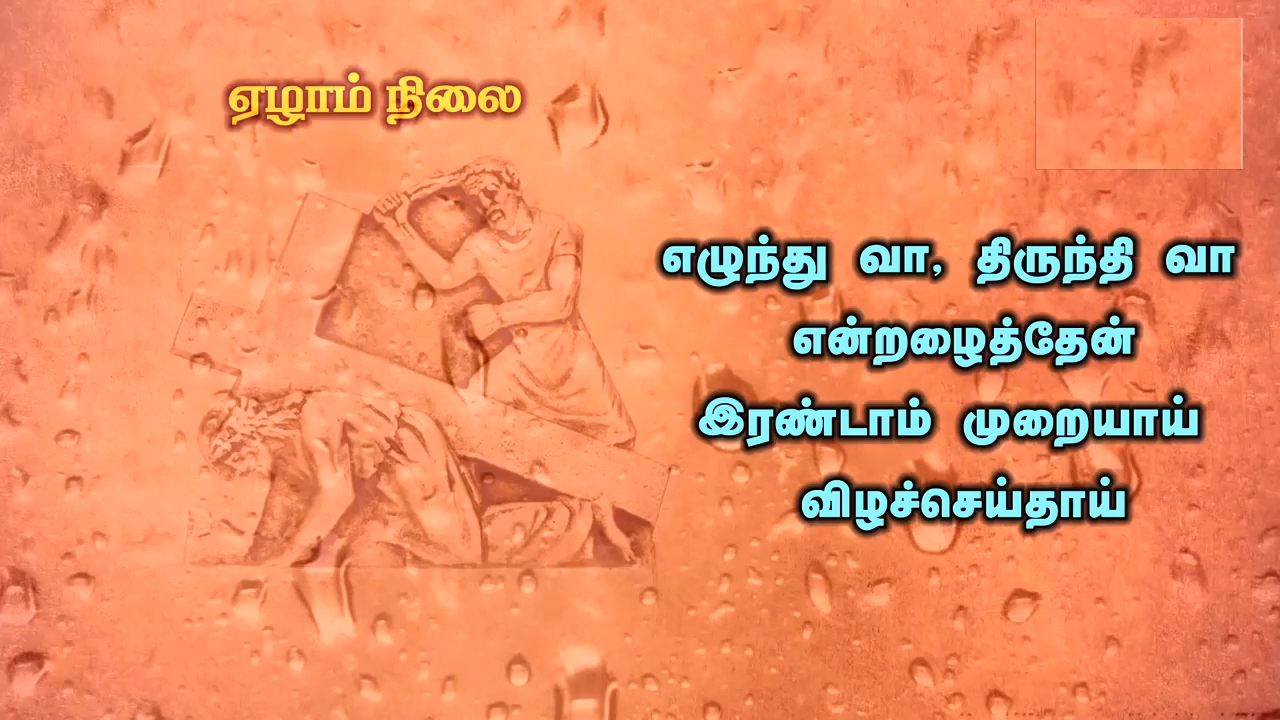 ஏழாம் நிலை
எழுந்து வா, திருந்தி வா
என்றழைத்தேன்
இரண்டாம் முறையாய்
விழச்செய்தாய்